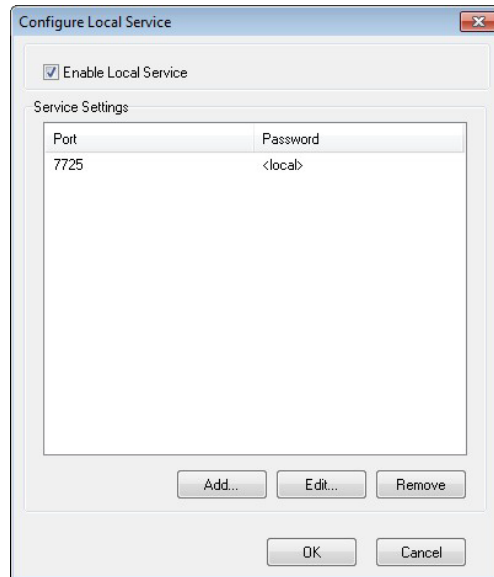 Configure Local Service
Enable Local Service
Service Settings
Port Password
7725 <local>
Add... Edit... Remove
OK Cancel